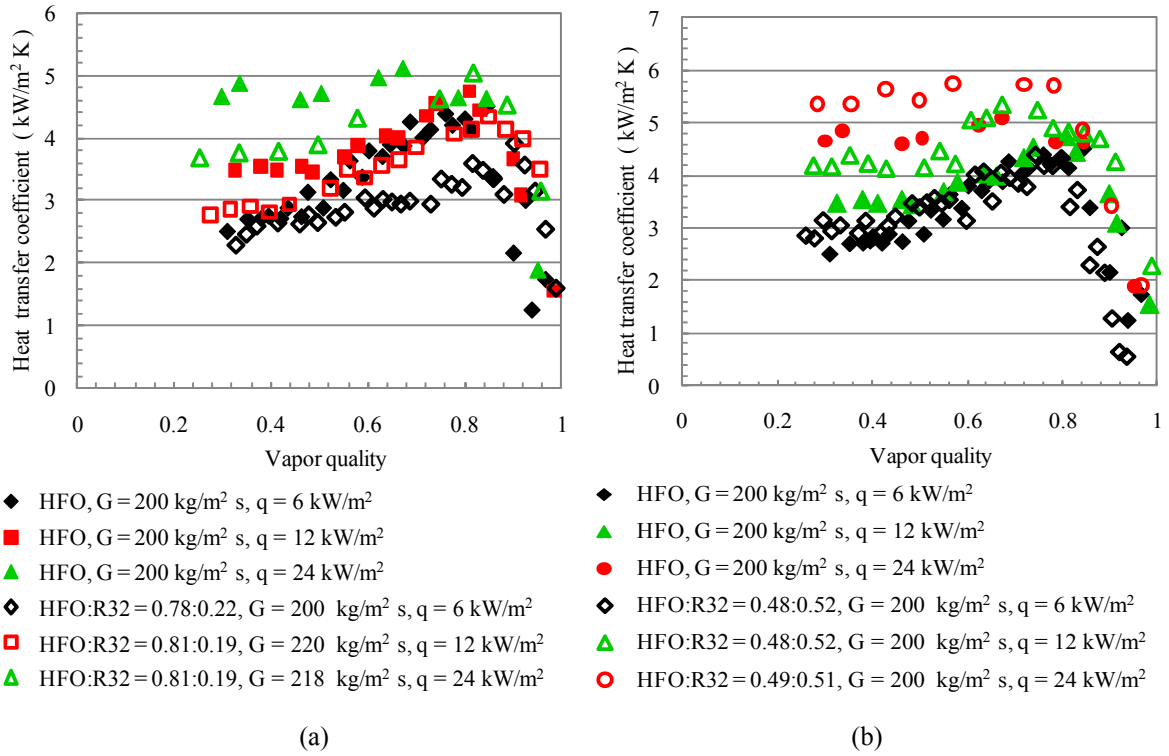 Heat transfer coefficient ( kW/m² K)
6
5
4
3
2
1
0
0
0.2
0.4
0.6
0.8
1
Vapor quality
◆ HFO, G = 200 kg/m² s, q = 6 kW/m²
■ HFO, G = 200 kg/m² s, q = 12 kW/m²
▲ HFO, G = 200 kg/m² s, q = 24 kW/m²
◇ HFO:R32 = 0.78:0.22, G = 200 kg/m² s, q = 6 kW/m²
□ HFO:R32 = 0.81:0.19, G = 220 kg/m² s, q = 12 kW/m²
△ HFO:R32 = 0.81:0.19, G = 218 kg/m² s, q = 24 kW/m²
(a)
Heat transfer coefficient ( kW/m² K)
7
6
5
4
3
2
1
0
0
0.2
0.4
0.6
0.8
1
Vapor quality
◆ HFO, G = 200 kg/m² s, q = 6 kW/m²
▲ HFO, G = 200 kg/m² s, q = 12 kW/m²
● HFO, G = 200 kg/m² s, q = 24 kW/m²
◇ HFO:R32 = 0.48:0.52, G = 200 kg/m² s, q = 6 kW/m²
△ HFO:R32 = 0.48:0.52, G = 200 kg/m² s, q = 12 kW/m²
○ HFO:R32 = 0.49:0.51, G = 200 kg/m² s, q = 24 kW/m²
(b)